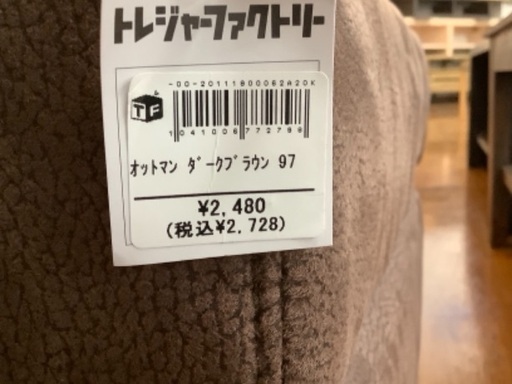 トレジャーファクトリー
TF
-00-20111900062A20K
1041006772799
ｵｯﾄﾏﾝ ﾀﾞｰｸﾌﾞﾗｳﾝ 97
¥2,480
(税込¥2,728)